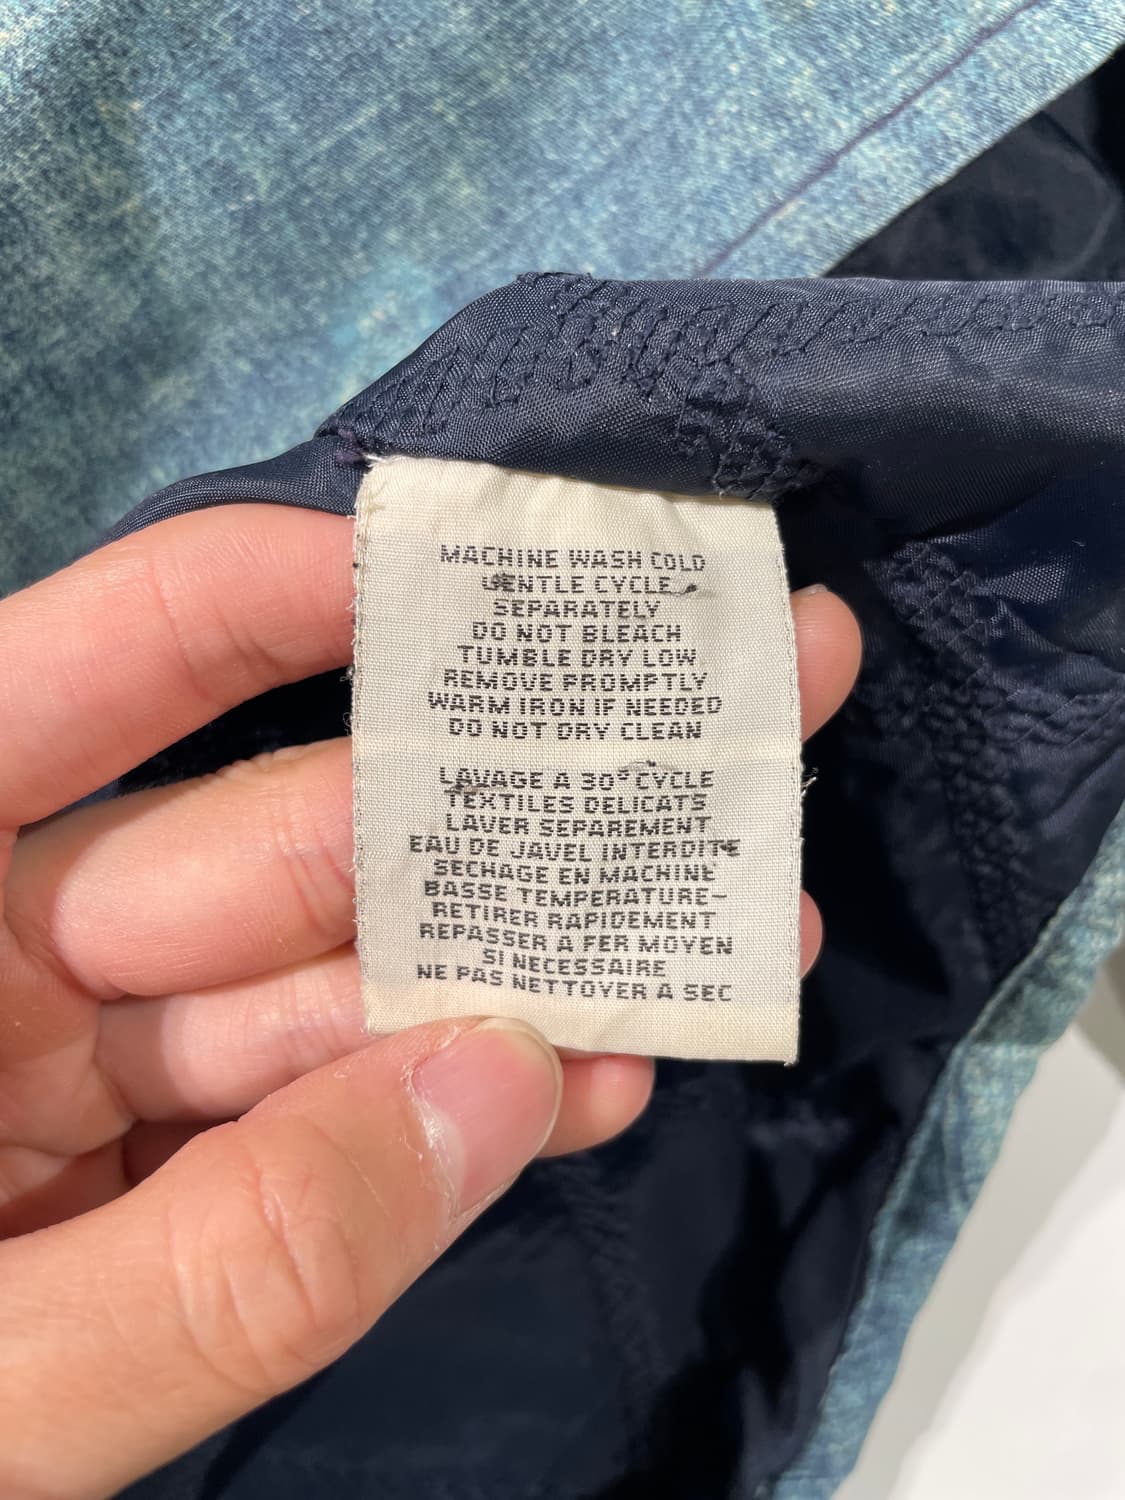 MACHINE WASH COLD
GENTLE CYCLE
SEPARATELY
DO NOT BLEACH
TUMBLE DRY LOW
REMOVE PROMPTLY
WARM IRON IF NEEDED
DO NOT DRY CLEAN
LAVAGE A 30° CYCLE
TEXTILES DELICATS
LAVER SEPAREMENT
EAU DE JAVEL INTERDITE
SECHAGE EN MACHINE
BASSE TEMPERATURE-
RETIRER RAPIDEMENT
REPASSER A FER MOYEN
SI NECESSAIRE
NE PAS NETTOYER A SEC